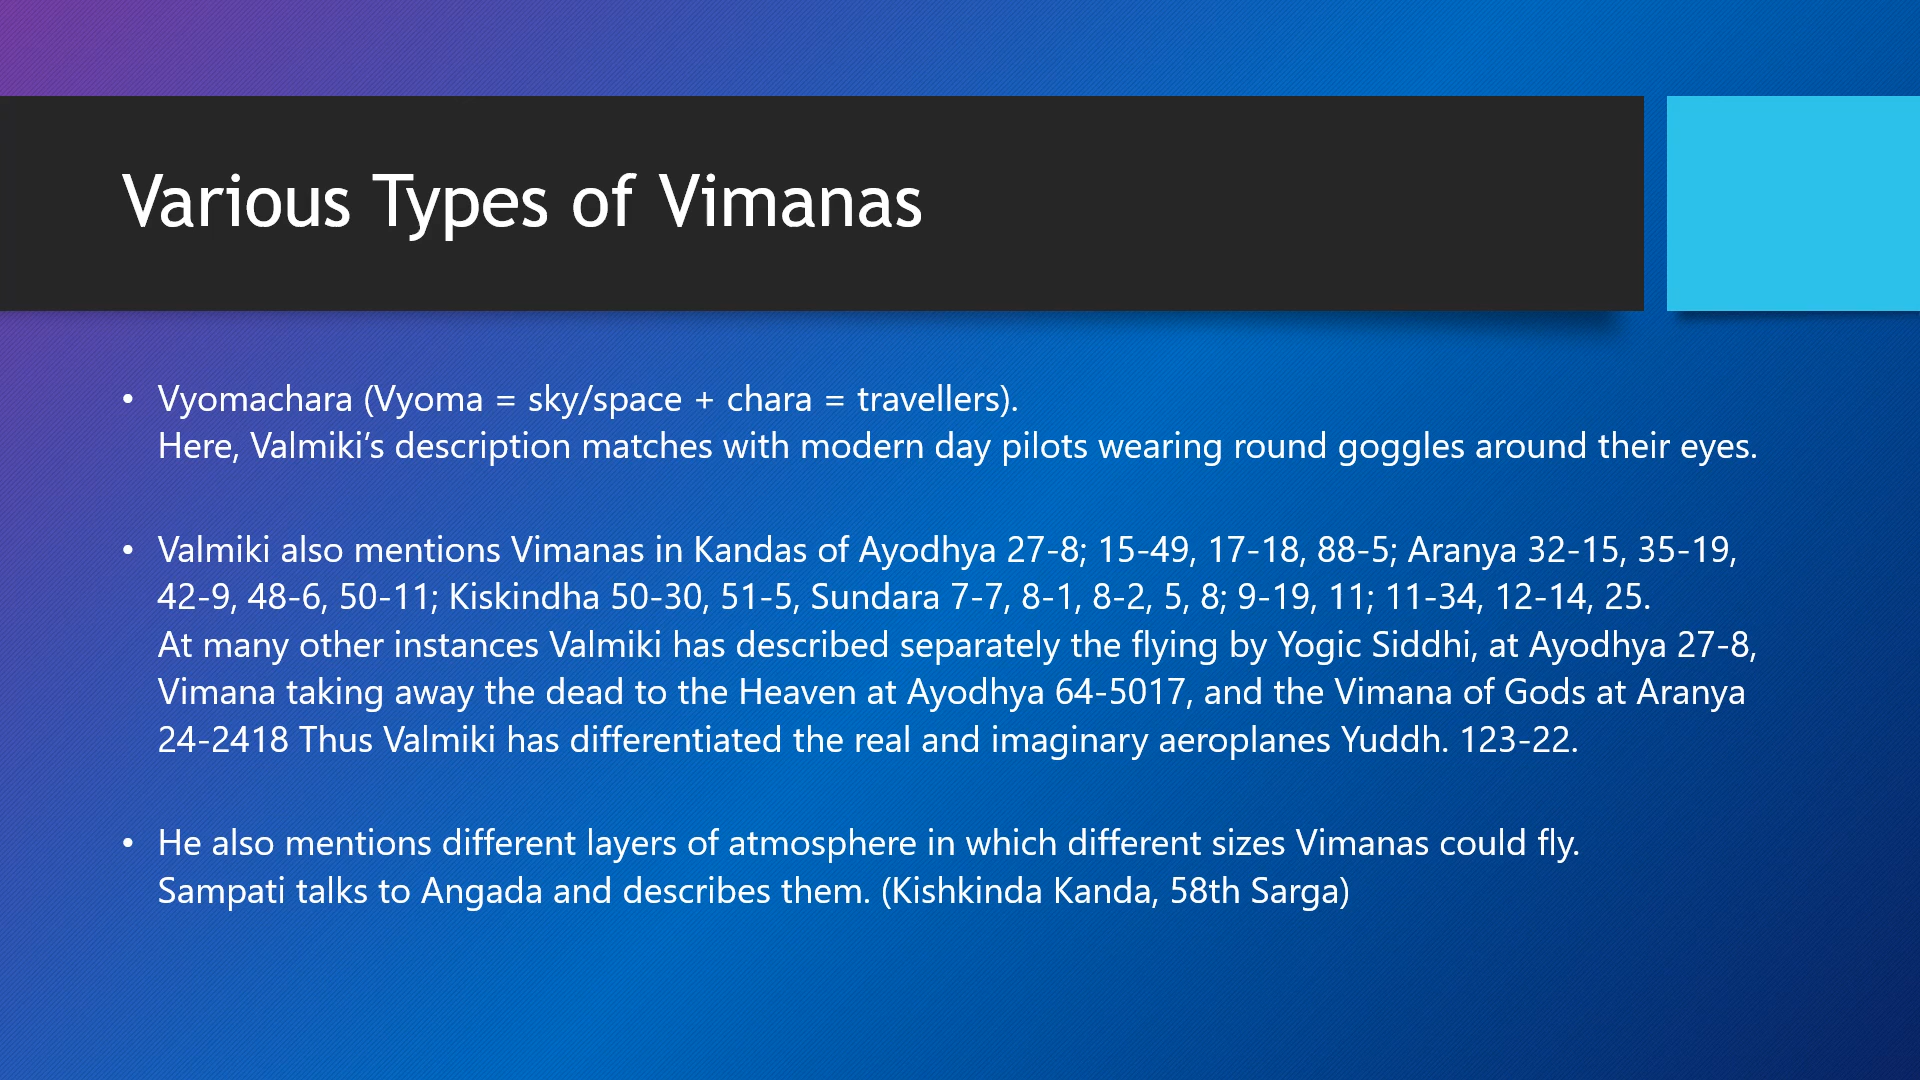 Various Types of Vimanas
• Vyomachara (Vyoma = sky/space + chara = travellers).
Here, Valmiki’s description matches with modern day pilots wearing round goggles around their eyes.
• Valmiki also mentions Vimanas in Kandas of Ayodhya 27-8; 15-49, 17-18, 88-5; Aranya 32-15, 35-19,
42-9, 48-6, 50-11; Kiskindha 50-30, 51-5, Sundara 7-7, 8-1, 8-2, 5, 8; 9-19, 11; 11-34, 12-14, 25.
At many other instances Valmiki has described separately the flying by Yogic Siddhi, at Ayodhya 27-8,
Vimana taking away the dead to the Heaven at Ayodhya 64-5017, and the Vimana of Gods at Aranya
24-2418 Thus Valmiki has differentiated the real and imaginary aeroplanes Yuddh. 123-22.
• He also mentions different layers of atmosphere in which different sizes Vimanas could fly.
Sampati talks to Angada and describes them. (Kishkinda Kanda, 58th Sarga)